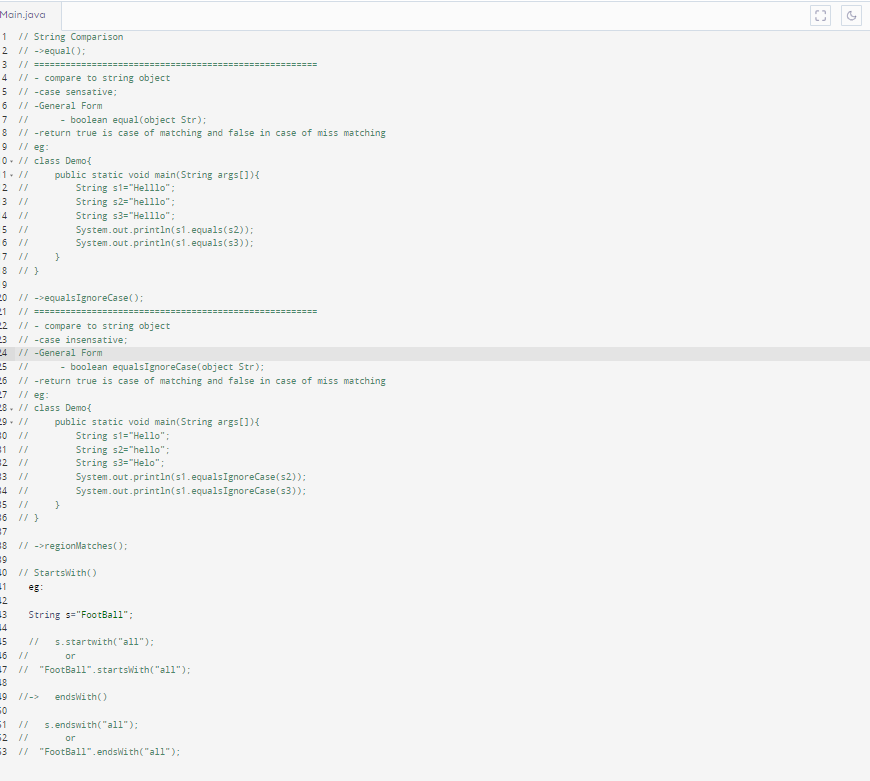 Main.java
1 // String Comparison
2 // ->equal();
3 // ======================================================
4 // - compare to string object
5 // -case sensative;
6 // -General Form
7 //      - boolean equal(object Str);
8 // -return true is case of matching and false in case of miss matching
9 // eg:
0 // class Demo{
1 //     public static void main(String args[]){
2 //         String s1="Helllo";
3 //         String s2="helllo";
4 //         String s3="Helllo";
5 //         System.out.println(s1.equals(s2));
6 //         System.out.println(s1.equals(s3));
7 //     }
8 // }
9
20 // ->equalsIgnoreCase();
21 // ======================================================
22 // - compare to string object
23 // -case insensative;
24 // -General Form
25 //      - boolean equalsIgnoreCase(object Str);
26 // -return true is case of matching and false in case of miss matching
27 // eg:
28 // class Demo{
29 //     public static void main(String args[]){
30 //         String s1="Hello";
31 //         String s2="hello";
32 //         String s3="Helo";
33 //         System.out.println(s1.equalsIgnoreCase(s2));
34 //         System.out.println(s1.equalsIgnoreCase(s3));
35 //     }
36 // }
37
38 // ->regionMatches();
39
40 // StartsWith()
41   eg:
42
43   String s="FootBall";
44
45   //   s.startwith("all");
46 //       or
47 //  "FootBall".startsWith("all");
48
49 //->   endsWith()
50
51 //   s.endswith("all");
52 //       or
53 //  "FootBall".endsWith("all");